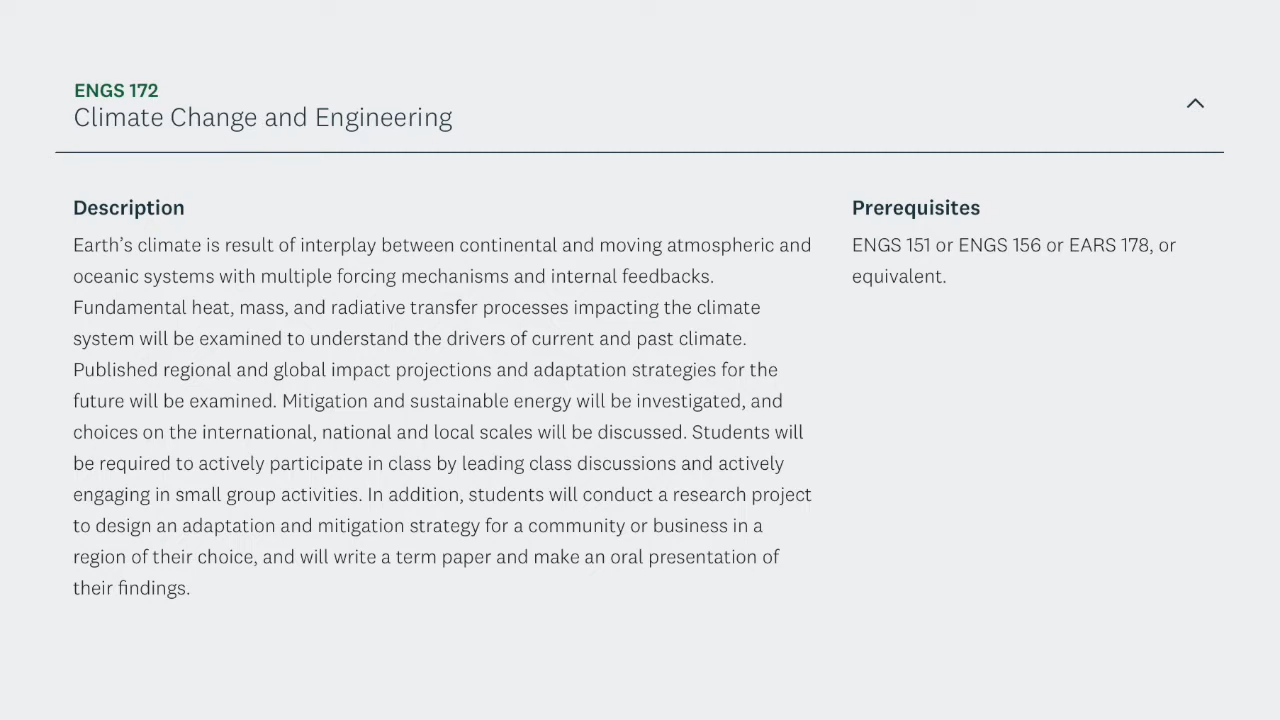 ENGS 172
Climate Change and Engineering
Description
Earth's climate is result of interplay between continental and moving atmospheric and
oceanic systems with multiple forcing mechanisms and internal feedbacks.
Fundamental heat, mass, and radiative transfer processes impacting the climate
system will be examined to understand the drivers of current and past climate.
Published regional and global impact projections and adaptation strategies for the
future will be examined. Mitigation and sustainable energy will be investigated, and
choices on the international, national and local scales will be discussed. Students will
be required to actively participate in class by leading class discussions and actively
engaging in small group activities. In addition, students will conduct a research project
to design an adaptation and mitigation strategy for a community or business in a
region of their choice, and will write a term paper and make an oral presentation of
their findings.
Prerequisites
ENGS 151 or ENGS 156 or EARS 178, or
equivalent.